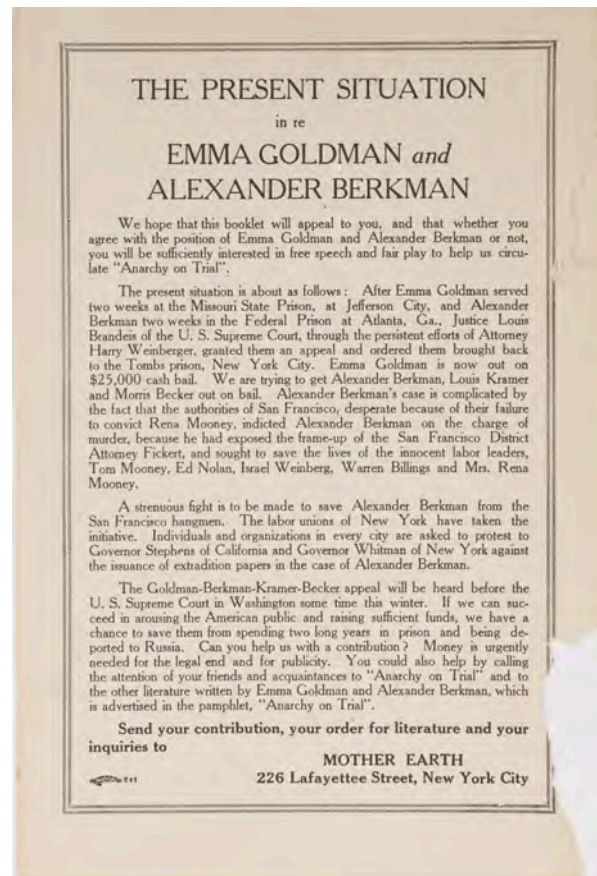 THE PRESENT SITUATION
in re
EMMA GOLDMAN and
ALEXANDER BERKMAN
We hope that this booklet will appeal to you, and that whether you
agree with the position of Emma Goldman and Alexander Berkman or not,
you will be sufficiently interested in free speech and fair play to help us circu-
late "Anarchy on Trial".
The present situation is about as follows: After Emma Goldman served
two weeks at the Missouri State Prison, at Jefferson City, and Alexander
Berkman two weeks in the Federal Prison at Atlanta, Ga., Justice Louis
Brandeis of the U. S. Supreme Court, through the persistent efforts of Attorney
Harry Weinberger, granted them an appeal and ordered them brought back
to the Tombs prison, New York City. Emma Goldman is now out on
$25,000 cash bail. We are trying to get Alexander Berkman, Louis Kramer
and Morris Becker out on bail. Alexander Berkman's case is complicated by
the fact that the authorities of San Francisco, desperate because of their failure
to convict Rena Mooney, indicted Alexander Berkman on the charge of
murder, because he had exposed the frame-up of the San Francisco District
Attorney Fickert, and sought to save the lives of the innocent labor leaders,
Tom Mooney, Ed Nolan, Israel Weinberg, Warren Billings and Mrs. Rena
Mooney.
A strenuous fight is to be made to save Alexander Berkman from the
San Francisco hangmen. The labor unions of New York have taken the
initiative. Individuals and organizations in every city are asked to protest to
Governor Stephens of California and Governor Whitman of New York against
the issuance of extradition papers in the case of Alexander Berkman.
The Goldman-Berkman-Kramer-Becker appeal will be heard before the
U. S. Supreme Court in Washington some time this winter. If we can suc-
ceed in arousing the American public and raising sufficient funds, we have a
chance to save them from spending two long years in prison and being de-
ported to Russia. Can you help us with a contribution? Money is urgently
needed for the legal end and for publicity. You could also help by calling
the attention of your friends and acquaintances to "Anarchy on Trial" and to
the other literature written by Emma Goldman and Alexander Berkman, which
is advertised in the pamphlet, "Anarchy on Trial".
Send your contribution, your order for literature and your
inquiries to
MOTHER EARTH
226 Lafayettee Street, New York City